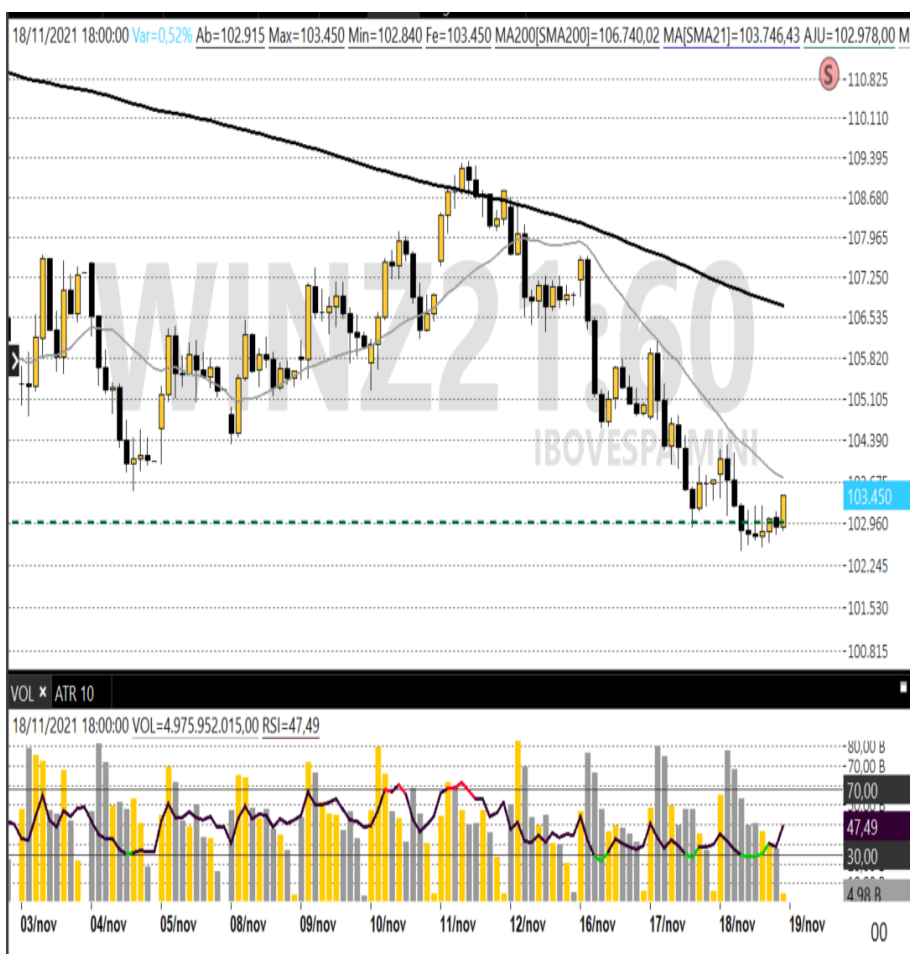 18/11/2021 18:00:00 Var=0,52% Ab=102.915 Max=103.450 Min=102.840 Fe=103.450 MA200[SMA200]=106.740,02 MA[SMA21]=103.746,43 AJU=102.978,00 M
S
110.825
110.110
109.395
108.680
107.965
107.250
106.535
105.820
105.105
104.390
103.675
103.450
102.960
102.245
101.530
100.815
WINZ21:60
IBOVESPA MINI
VOL × ATR 10
18/11/2021 18:00:00 VOL=4.975.952.015,00 RSI=47,49
80,00 B
70,00 B
70,00
47,49
30,00
4,98 B
03/nov 04/nov 05/nov 08/nov 09/nov 10/nov 11/nov 12/nov 16/nov 17/nov 18/nov 19/nov
00